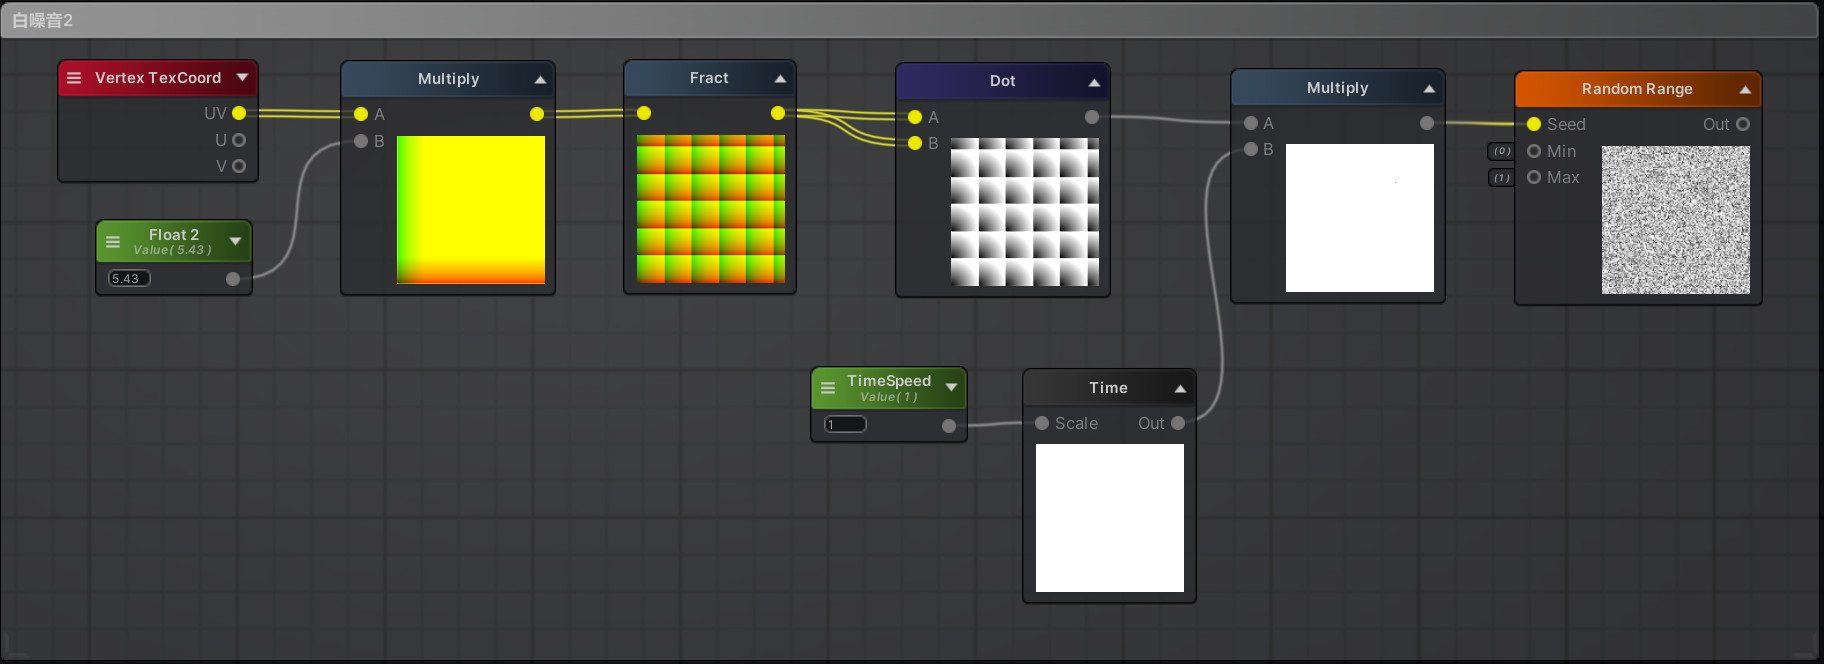 白噪音2
Vertex TexCoord
UV
U
V
Float 2
Value( 5.43 )
5.43
Multiply
A
B
Fract
Dot
A
B
TimeSpeed
Value( 1 )
1
Time
Scale
Out
Multiply
A
B
Random Range
Seed
Out
(0)
Min
(1)
Max